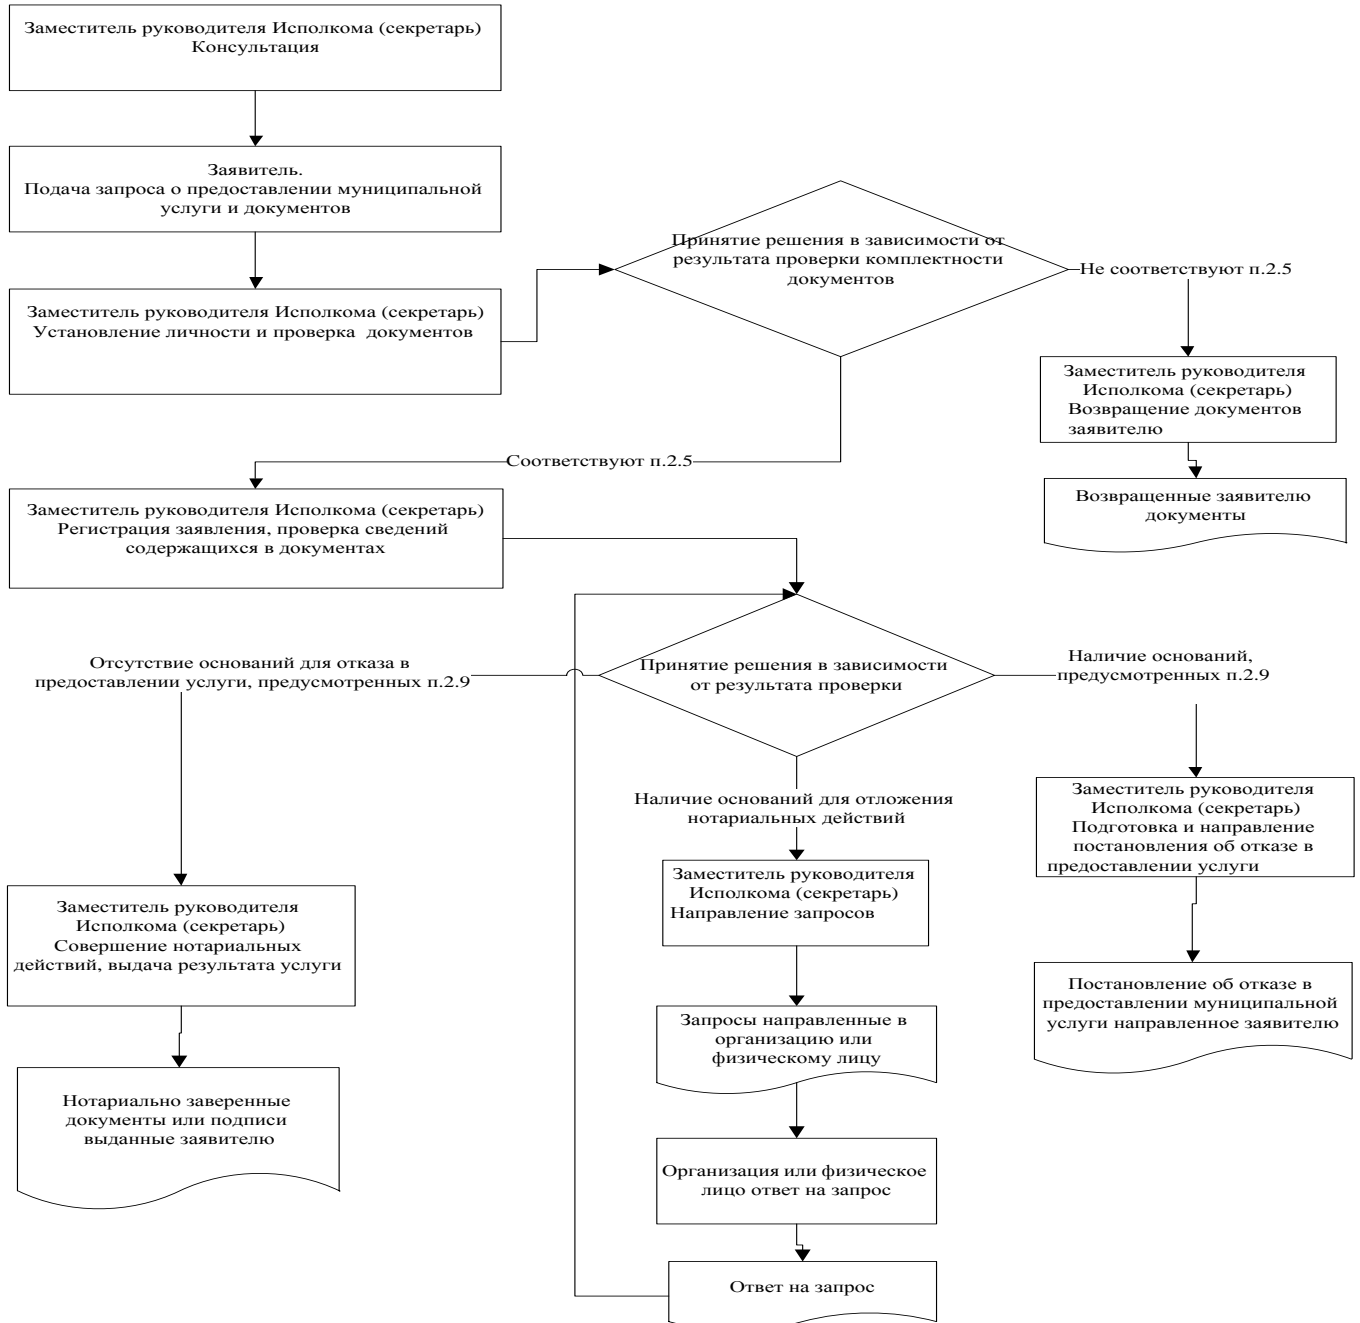 Заместитель руководителя Исполкома (секретарь)
Консультация
Заявитель.
Подача запроса о предоставлении муниципальной
услуги и документов
Заместитель руководителя Исполкома (секретарь)
Установление личности и проверка документов
Принятие решения в зависимости от
результата проверки комплектности
документов
Не соответствуют п.2.5
Заместитель руководителя
Исполкома (секретарь)
Возвращение документов
заявителю
Возвращенные заявителю
документы
Соответствуют п.2.5
Заместитель руководителя Исполкома (секретарь)
Регистрация заявления, проверка сведений
содержащихся в документах
Принятие решения в зависимости
от результата проверки
Отсутствие оснований для отказа в
предоставлении услуги, предусмотренных п.2.9
Наличие оснований,
предусмотренных п.2.9
Наличие оснований для отложения
нотариальных действий
Заместитель руководителя
Исполкома (секретарь)
Совершение нотариальных
действий, выдача результата услуги
Нотариально заверенные
документы или подписи
выданные заявителю
Заместитель руководителя
Исполкома (секретарь)
Направление запросов
Запросы направленные в
организацию или
физическому лицу
Организация или физическое
лицо ответ на запрос
Ответ на запрос
Заместитель руководителя
Исполкома (секретарь)
Подготовка и направление
постановления об отказе в
предоставлении услуги
Постановление об отказе в
предоставлении муниципальной
услуги направленное заявителю